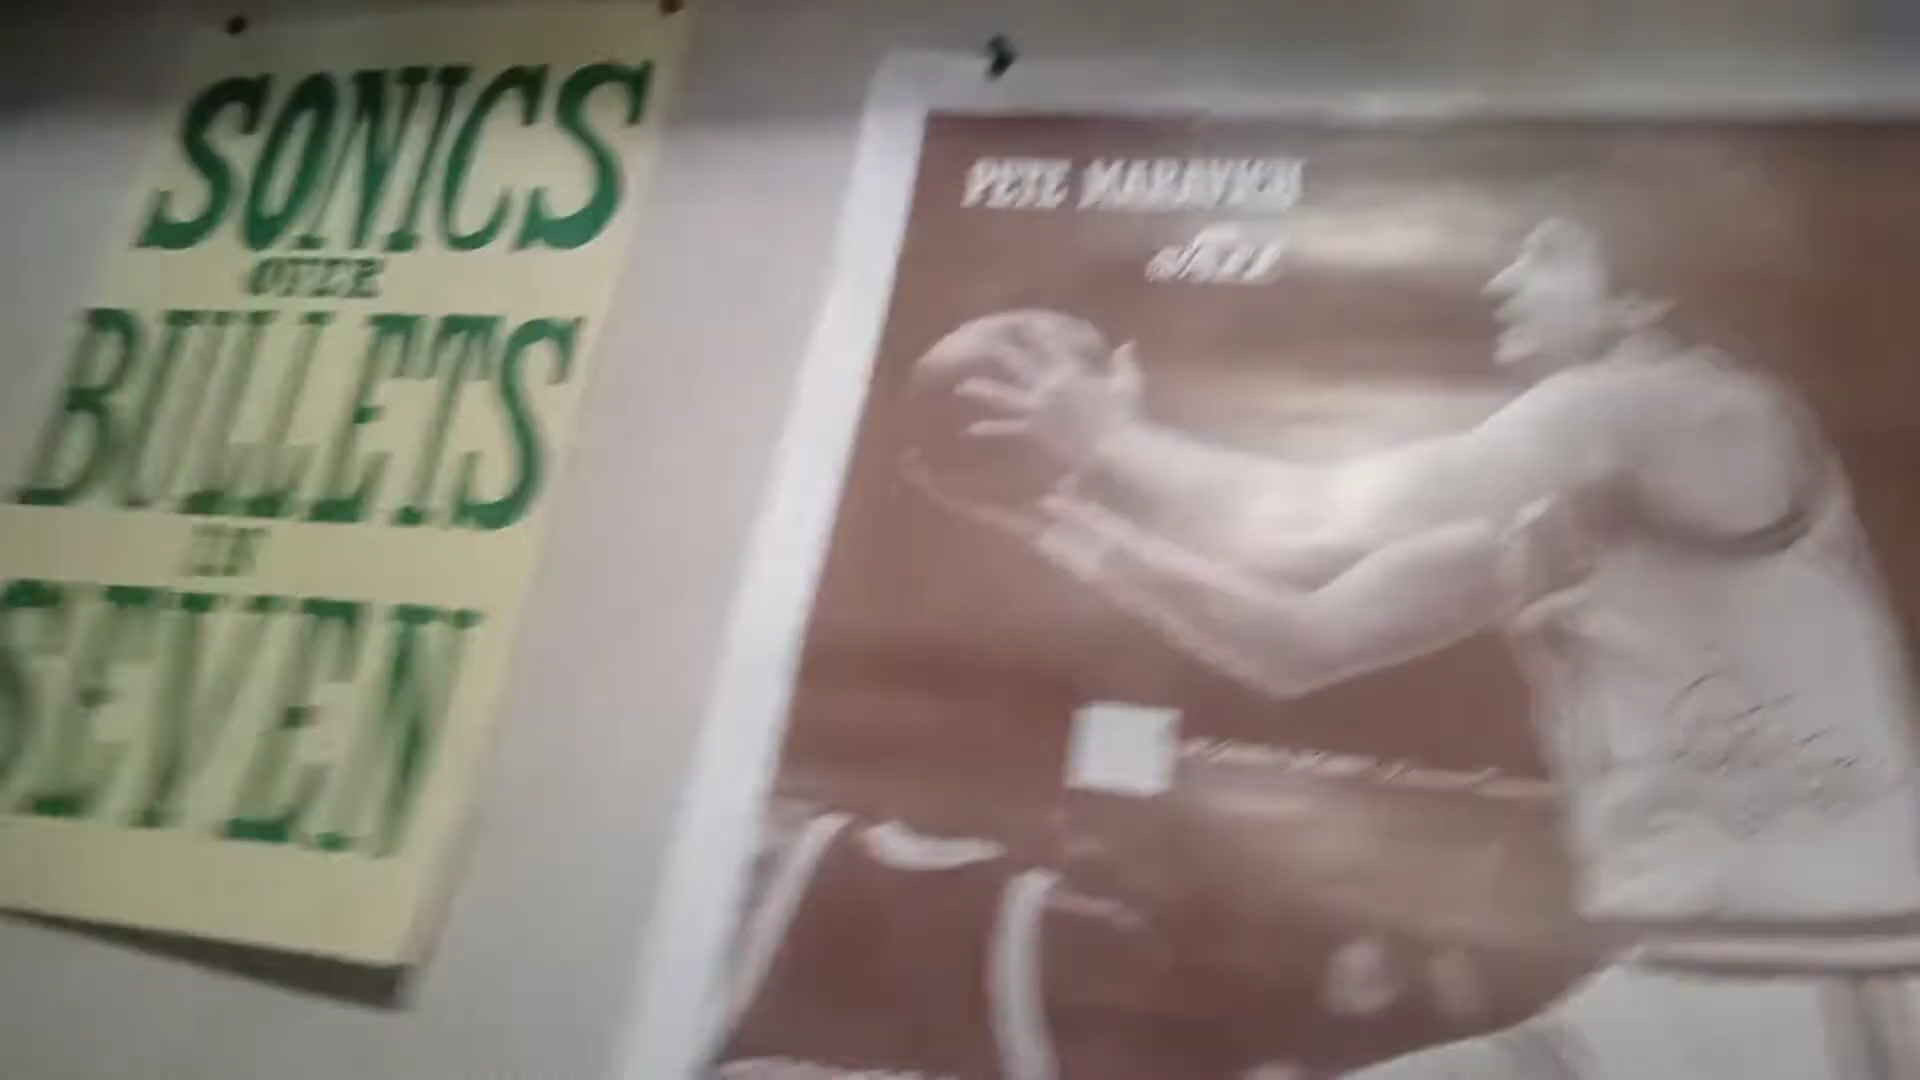 SONICS
OVER
BULLETS
IN
SEVEN
PETE MARAVICH
JAZZ